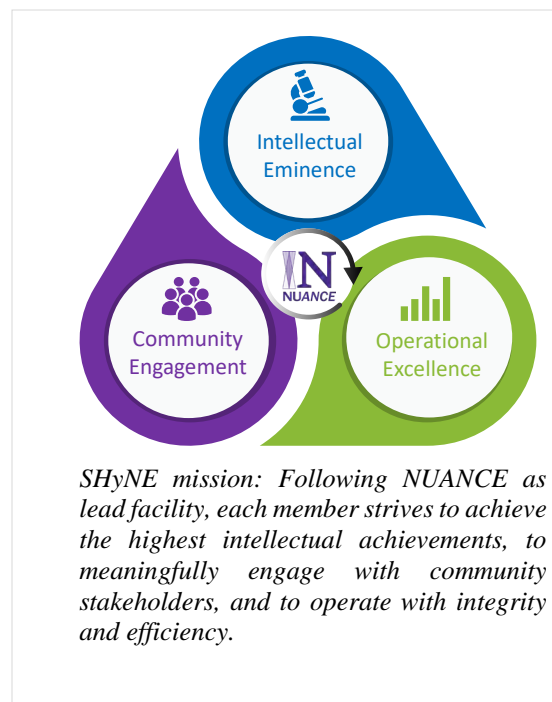 Intellectual
Eminence
N
NUANCE
Community
Engagement
Operational
Excellence
SHyNE mission: Following NUANCE as
lead facility, each member strives to achieve
the highest intellectual achievements, to
meaningfully engage with community
stakeholders, and to operate with integrity
and efficiency.